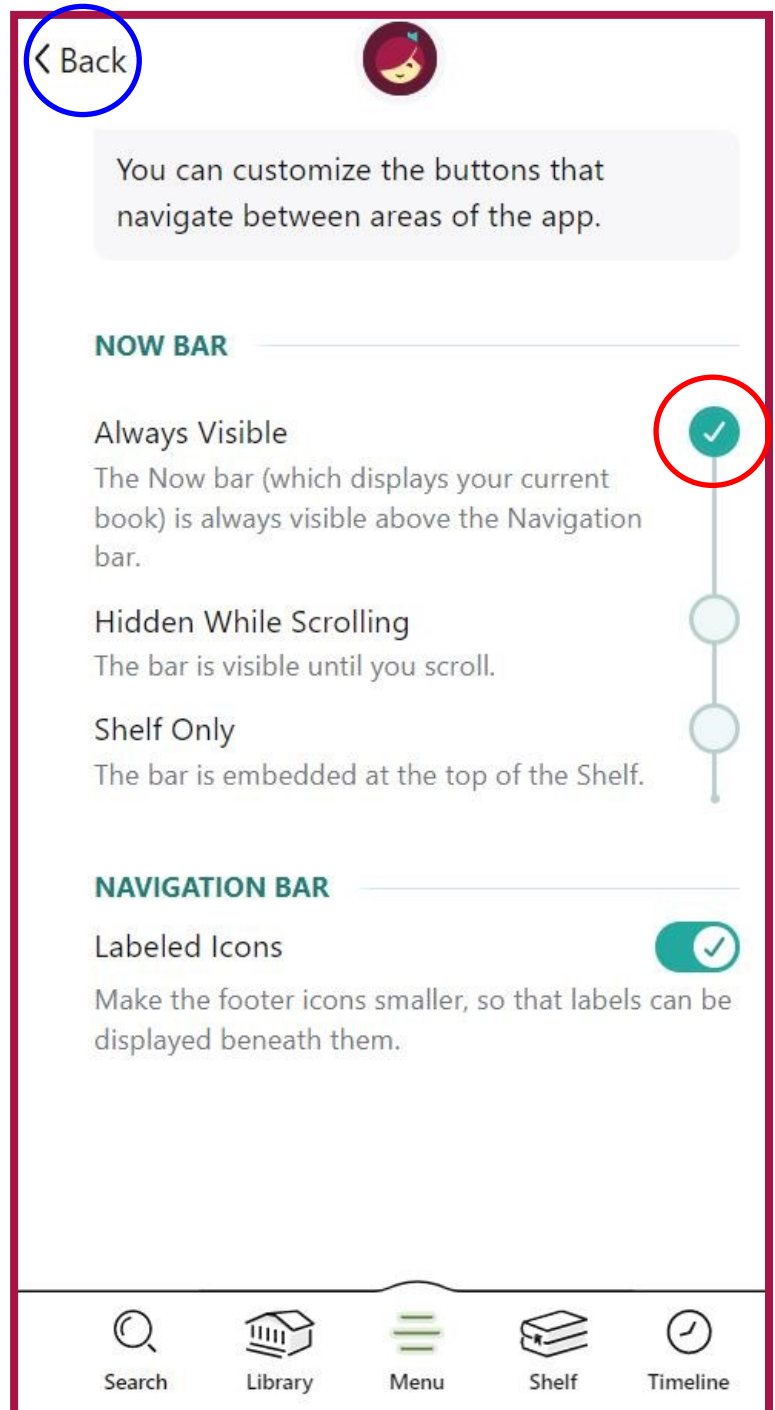 Back
You can customize the buttons that
navigate between areas of the app.
NOW BAR
Always Visible
The Now bar (which displays your current
book) is always visible above the Navigation
bar.
Hidden While Scrolling
The bar is visible until you scroll.
Shelf Only
The bar is embedded at the top of the Shelf.
NAVIGATION BAR
Labeled Icons
Make the footer icons smaller, so that labels can be
displayed beneath them.
Search Library Menu Shelf Timeline